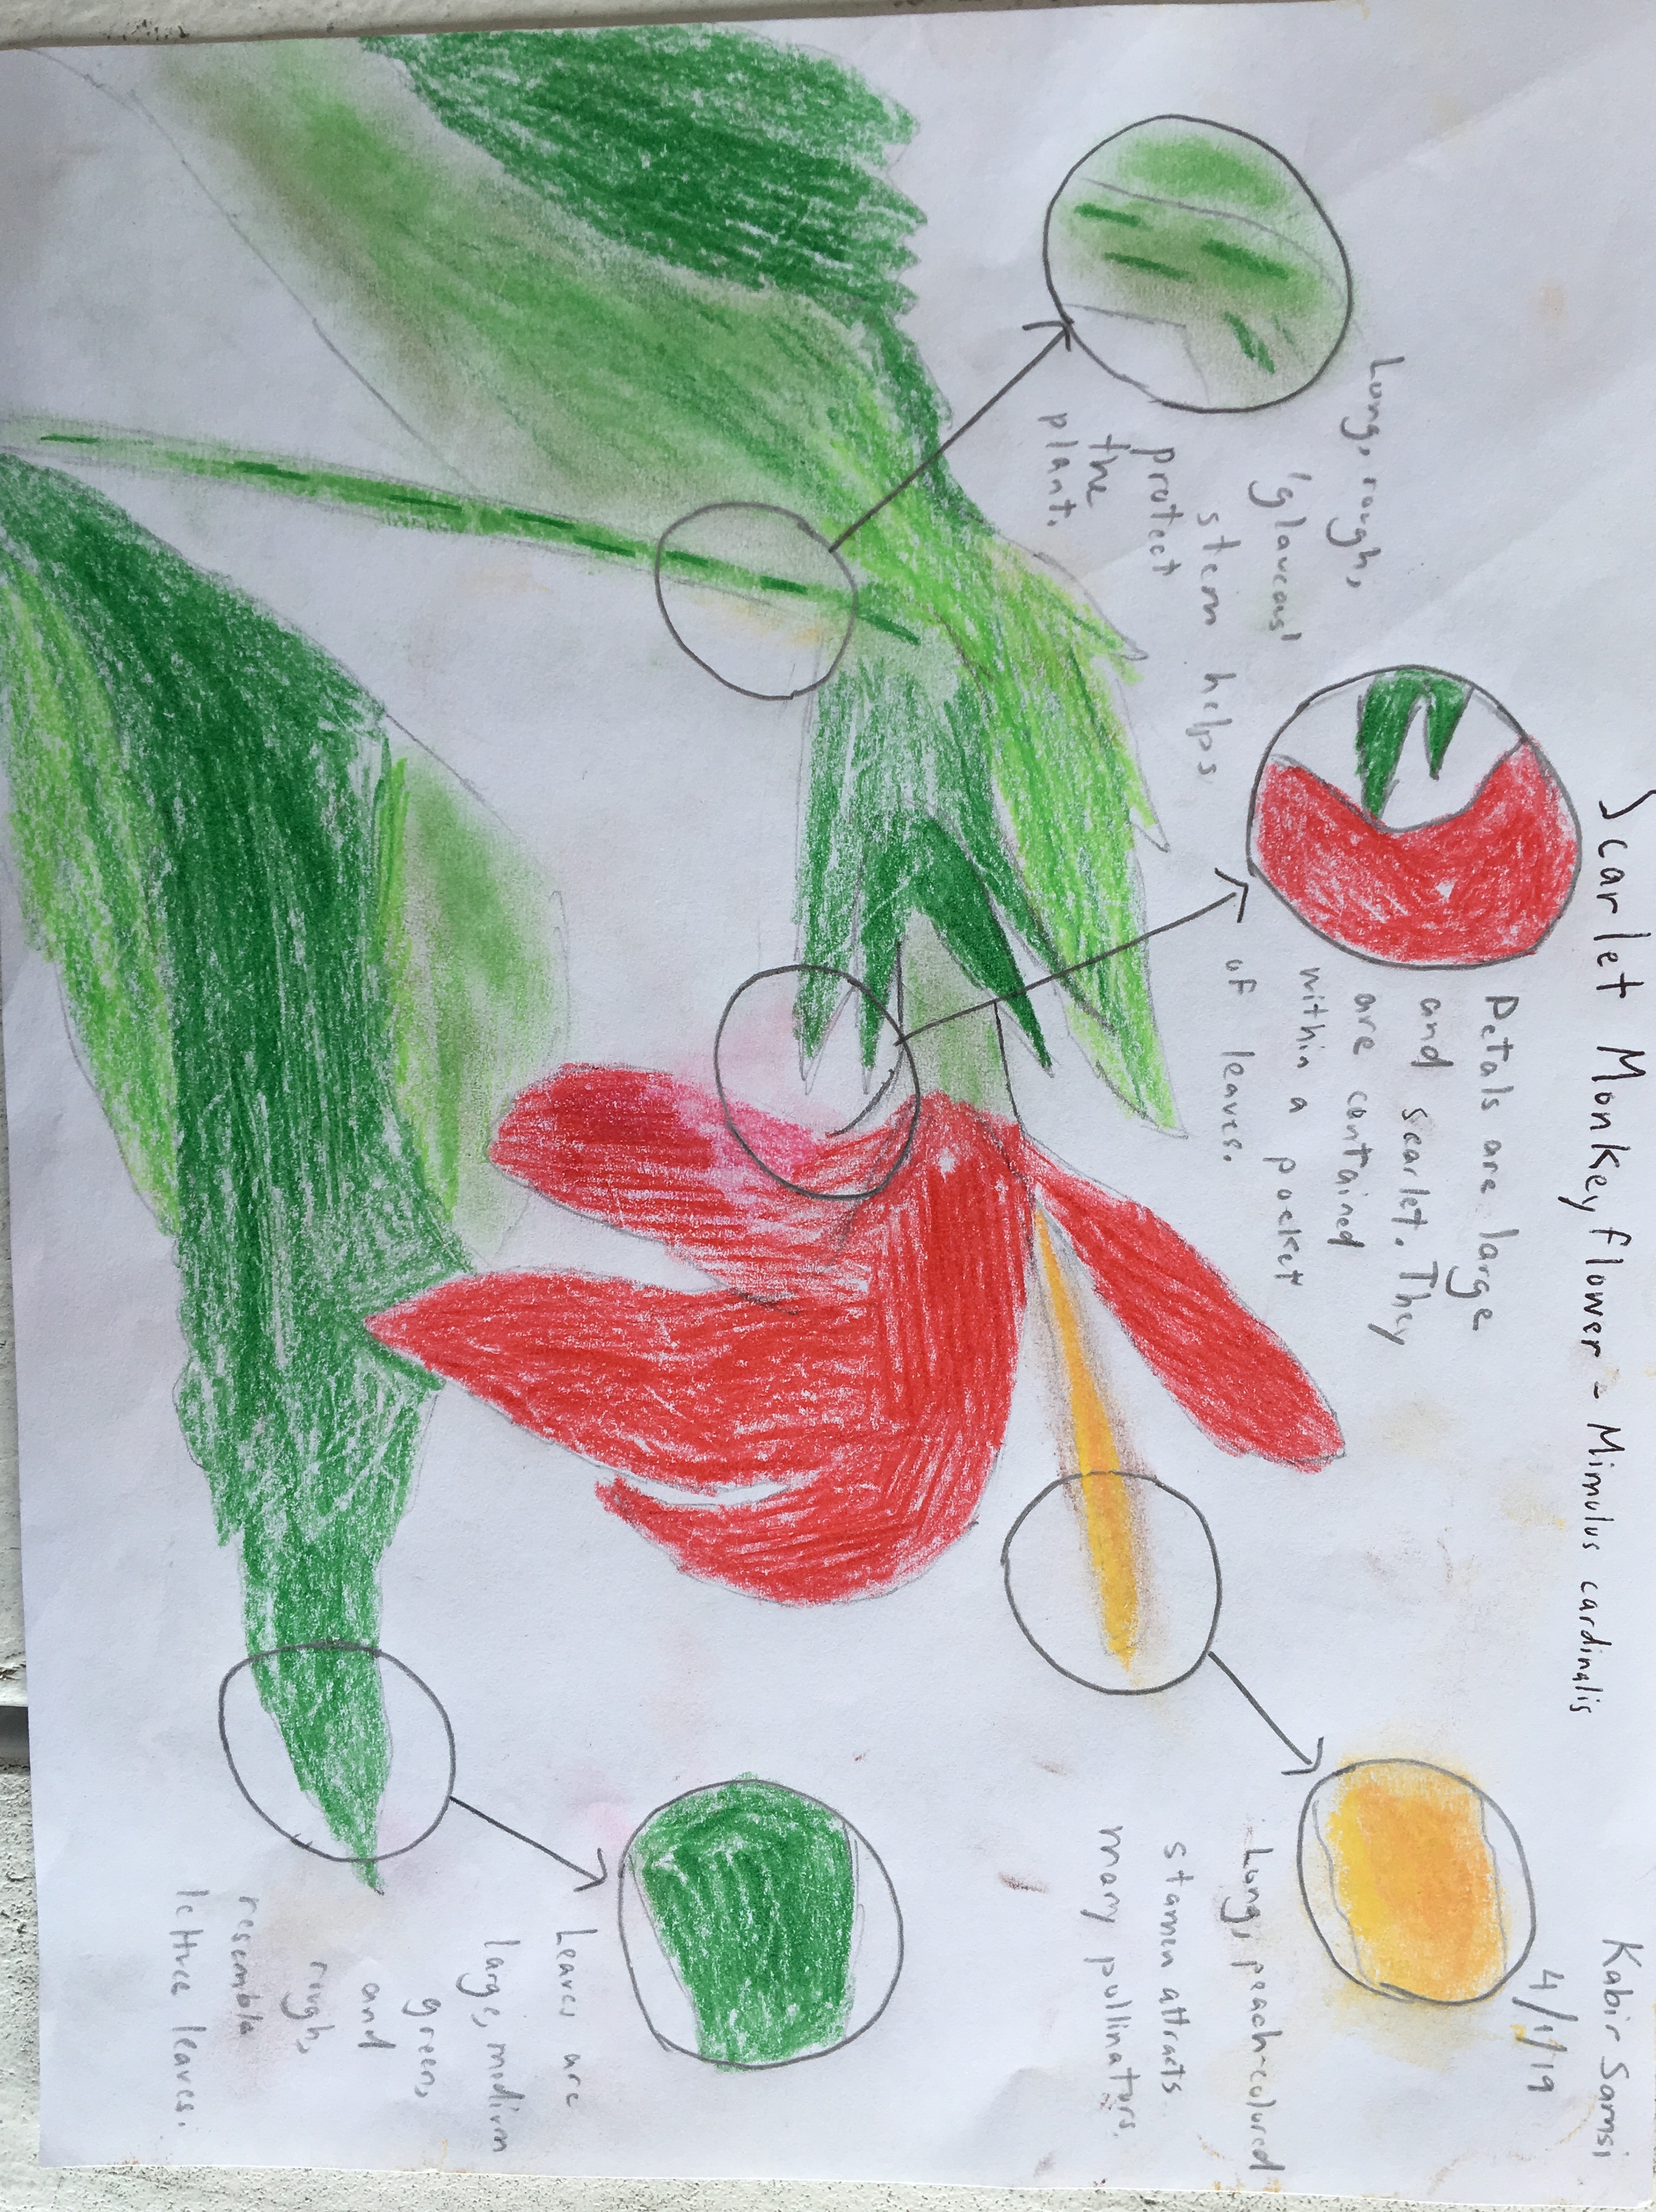 Scarlet Monkeyflower - Mimulus cardinalis
Kabir Samsi
4/1/19
Long, rough,
'glaucous'
stem helps
protect
the
plant.
Petals are large
and scarlet. They
are contained
within a pocket
of leaves.
Long, peach-colored
stamen attracts
many pollinators.
Leaves are
large, medium
green,
and
rough,
resemble
lettuce leaves.